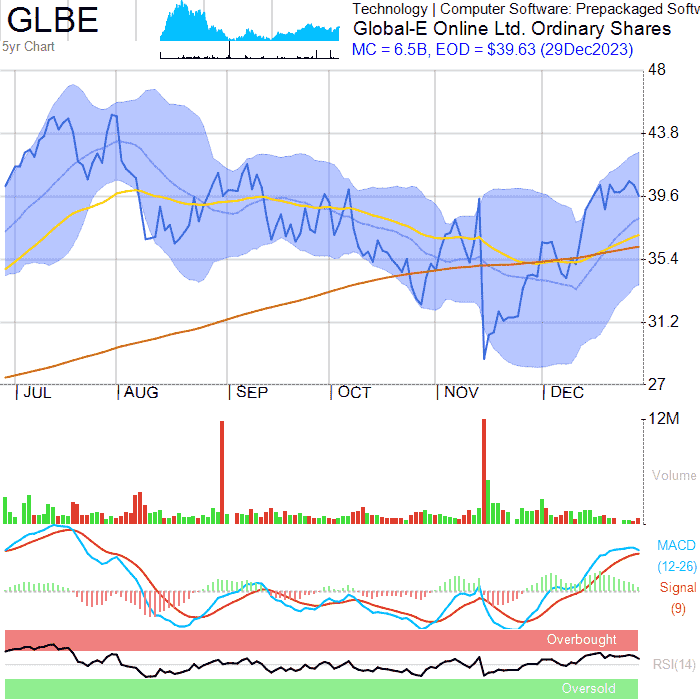 GLBE
5yr Chart
Technology | Computer Software: Prepackaged Softw
Global-E Online Ltd. Ordinary Shares
MC = 6.5B, EOD = $39.63 (29Dec2023)
48
43.8
39.6
35.4
31.2
27
JUL AUG SEP OCT NOV DEC
12M
Volume
MACD
(12-26)
Signal
(9)
Overbought
RSI(14)
Oversold